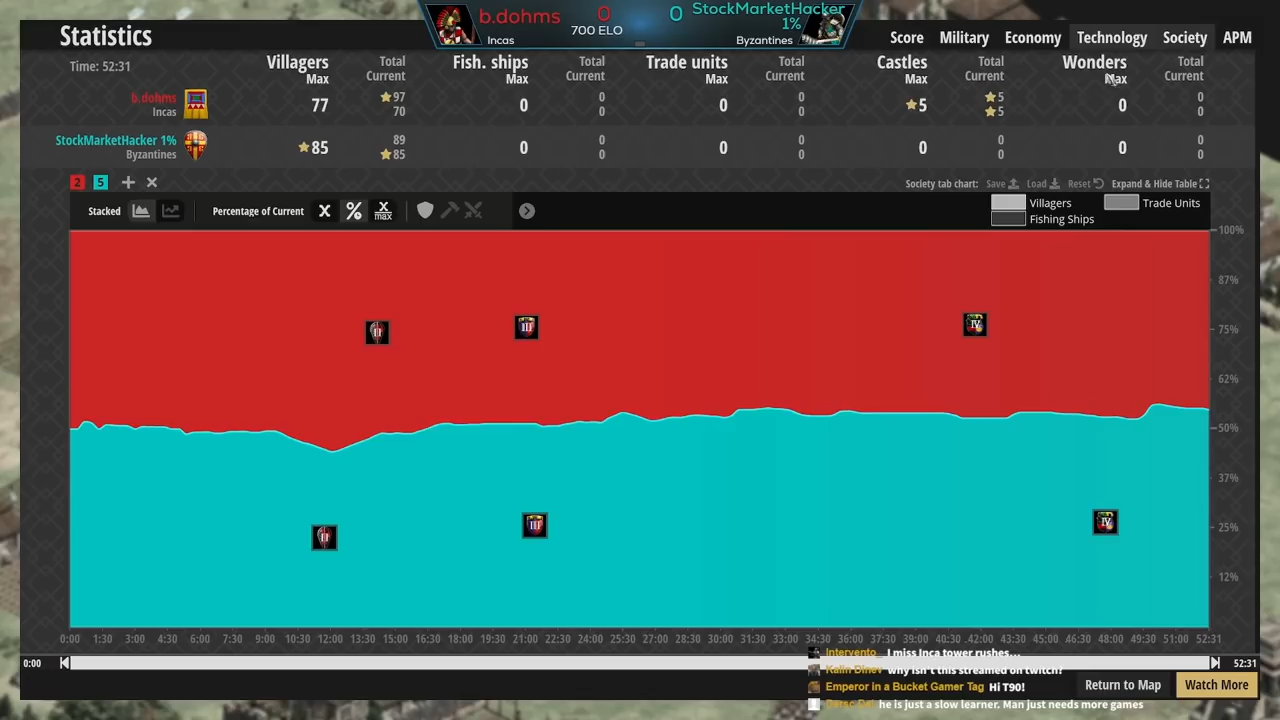 b.dohms 0 0 StockMarketHacker 1%
Incas 700 ELO Byzantines
Statistics
Score Military Economy Technology Society APM
Time: 52:31
Villagers Max Total Current Fish. ships Max Total Current Trade units Max Total Current Castles Max Total Current Wonders Max Total Current
b.dohms Incas 77 97 70 0 0 0 0 0 0 5 5 5 0 0 0
StockMarketHacker 1% Byzantines 85 89 85 0 0 0 0 0 0 0 0 0 0 0 0
2 5
Society tab chart: Save Load Reset Expand & Hide Table
Stacked Percentage of Current X % X max
Villagers Trade Units
Fishing Ships
100%
87%
II III IV 75%
62%
50%
37%
II III IV 25%
12%
0:00 1:30 3:00 4:30 6:00 7:30 9:00 10:30 12:00 13:30 15:00 16:30 18:00 19:30 21:00 22:30 24:00 25:30 27:00 28:30 30:00 31:30 33:00 34:30 36:00 37:30 39:00 40:30 42:00 43:30 45:00 46:30 48:00 49:30 51:00 52:31
0:00 52:31
Intervento I miss Inca tower rushes...
Kalin Dinev why isn't this streamed on twitch?
Emperor in a Bucket Gamer Tag Hi T90!
he is just a slow learner. Man just needs more games
Return to Map Watch More